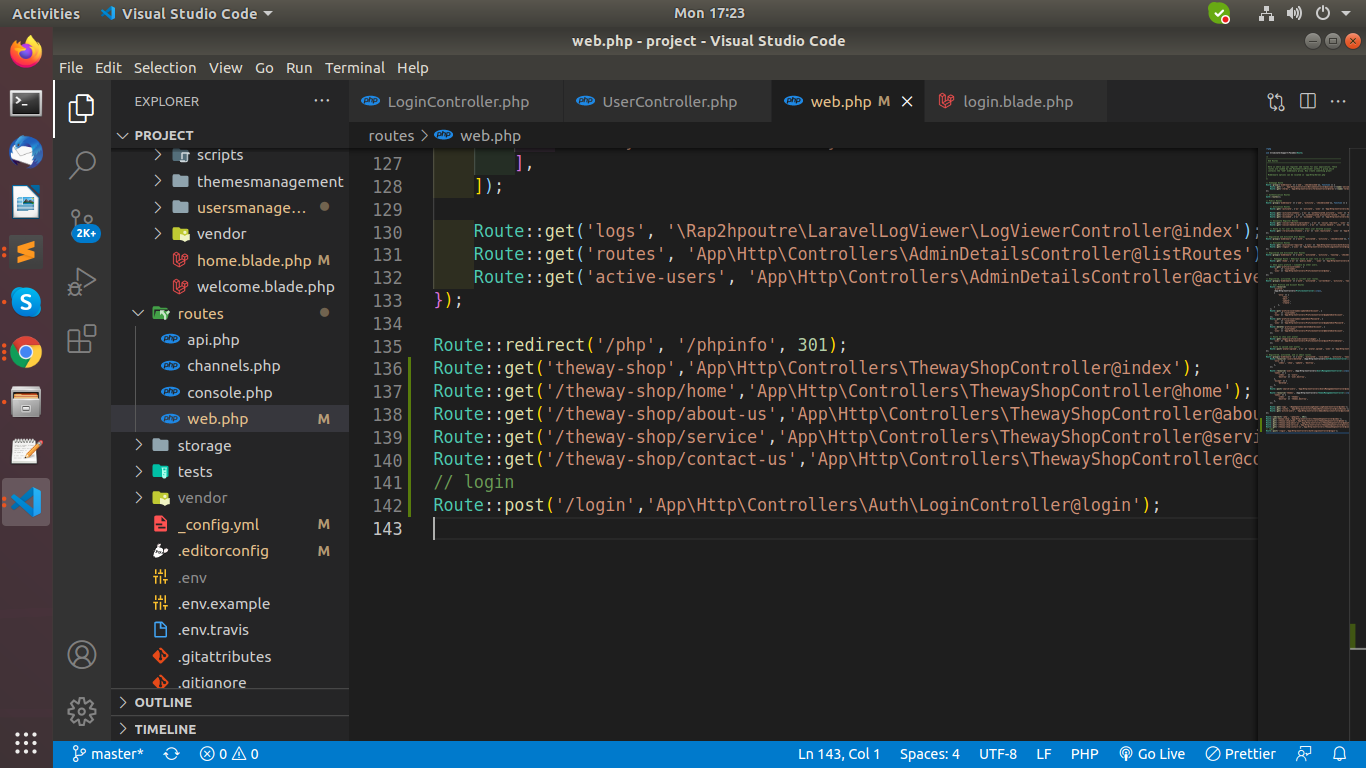 Activities Visual Studio Code Mon 17:23
web.php - project - Visual Studio Code
File Edit Selection View Go Run Terminal Help
EXPLORER
LoginController.php UserController.php web.php M login.blade.php
routes > web.php
PROJECT
scripts
themesmanagement
usersmanage...
vendor
home.blade.php M
welcome.blade.php
routes
api.php
channels.php
console.php
web.php M
storage
tests
vendor
_config.yml M
.editorconfig M
.env
.env.example
.env.travis
.gitattributes
.gitignore
OUTLINE
TIMELINE
2K+
127 ],
128 ]);
129
130 Route::get('logs', '\Rap2hpoutre\LaravelLogViewer\LogViewerController@index');
131 Route::get('routes', 'App\Http\Controllers\AdminDetailsController@listRoutes')
132 Route::get('active-users', 'App\Http\Controllers\AdminDetailsController@active
133 });
134
135 Route::redirect('/php', '/phpinfo', 301);
136 Route::get('theway-shop','App\Http\Controllers\ThewayShopController@index');
137 Route::get('/theway-shop/home','App\Http\Controllers\ThewayShopController@home');
138 Route::get('/theway-shop/about-us','App\Http\Controllers\ThewayShopController@abou
139 Route::get('/theway-shop/service','App\Http\Controllers\ThewayShopController@servi
140 Route::get('/theway-shop/contact-us','App\Http\Controllers\ThewayShopController@co
141 // login
142 Route::post('/login','App\Http\Controllers\Auth\LoginController@login');
143
master* 0 0 Ln 143, Col 1 Spaces: 4 UTF-8 LF PHP Go Live Prettier